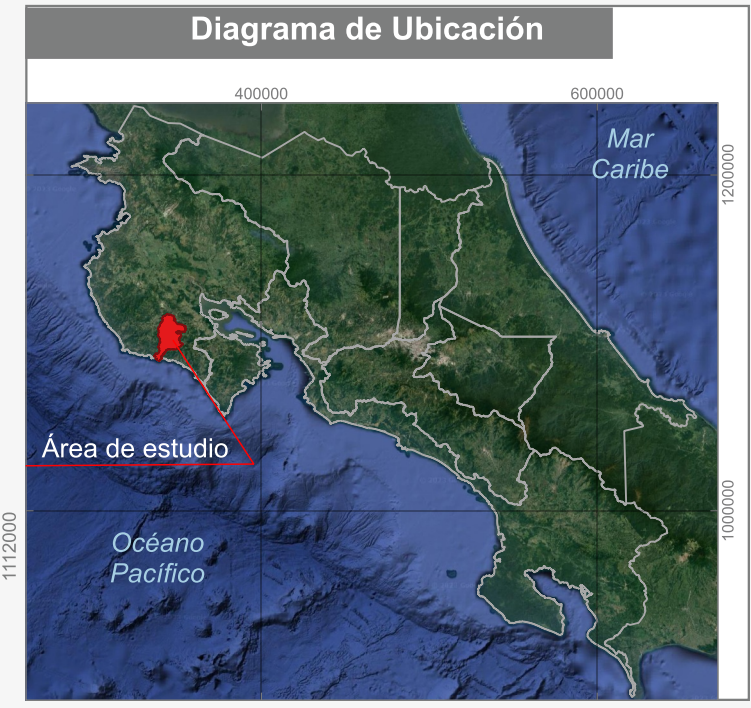 Diagrama de Ubicación
400000
600000
Mar
Caribe
1200000
Área de estudio
Océano
Pacífico
1112000
1000000